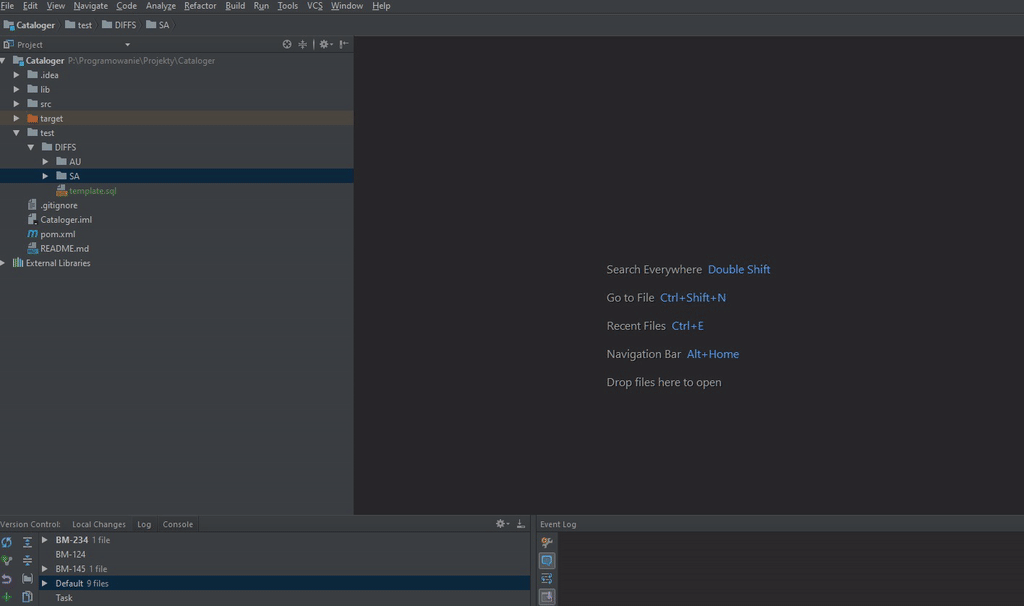 File Edit View Navigate Code Analyze Refactor Build Run Tools VCS Window Help
Cataloger test DIFFS SA
Project
Cataloger P:\Programowanie\Projekty\Cataloger
.idea
lib
src
target
test
DIFFS
AU
SA
template.sql
.gitignore
Cataloger.iml
pom.xml
README.md
External Libraries
Search Everywhere Double Shift
Go to File Ctrl+Shift+N
Recent Files Ctrl+E
Navigation Bar Alt+Home
Drop files here to open
Version Control: Local Changes Log Console
BM-234 1 file
BM-124
BM-145 1 file
Default 9 files
Task
Event Log